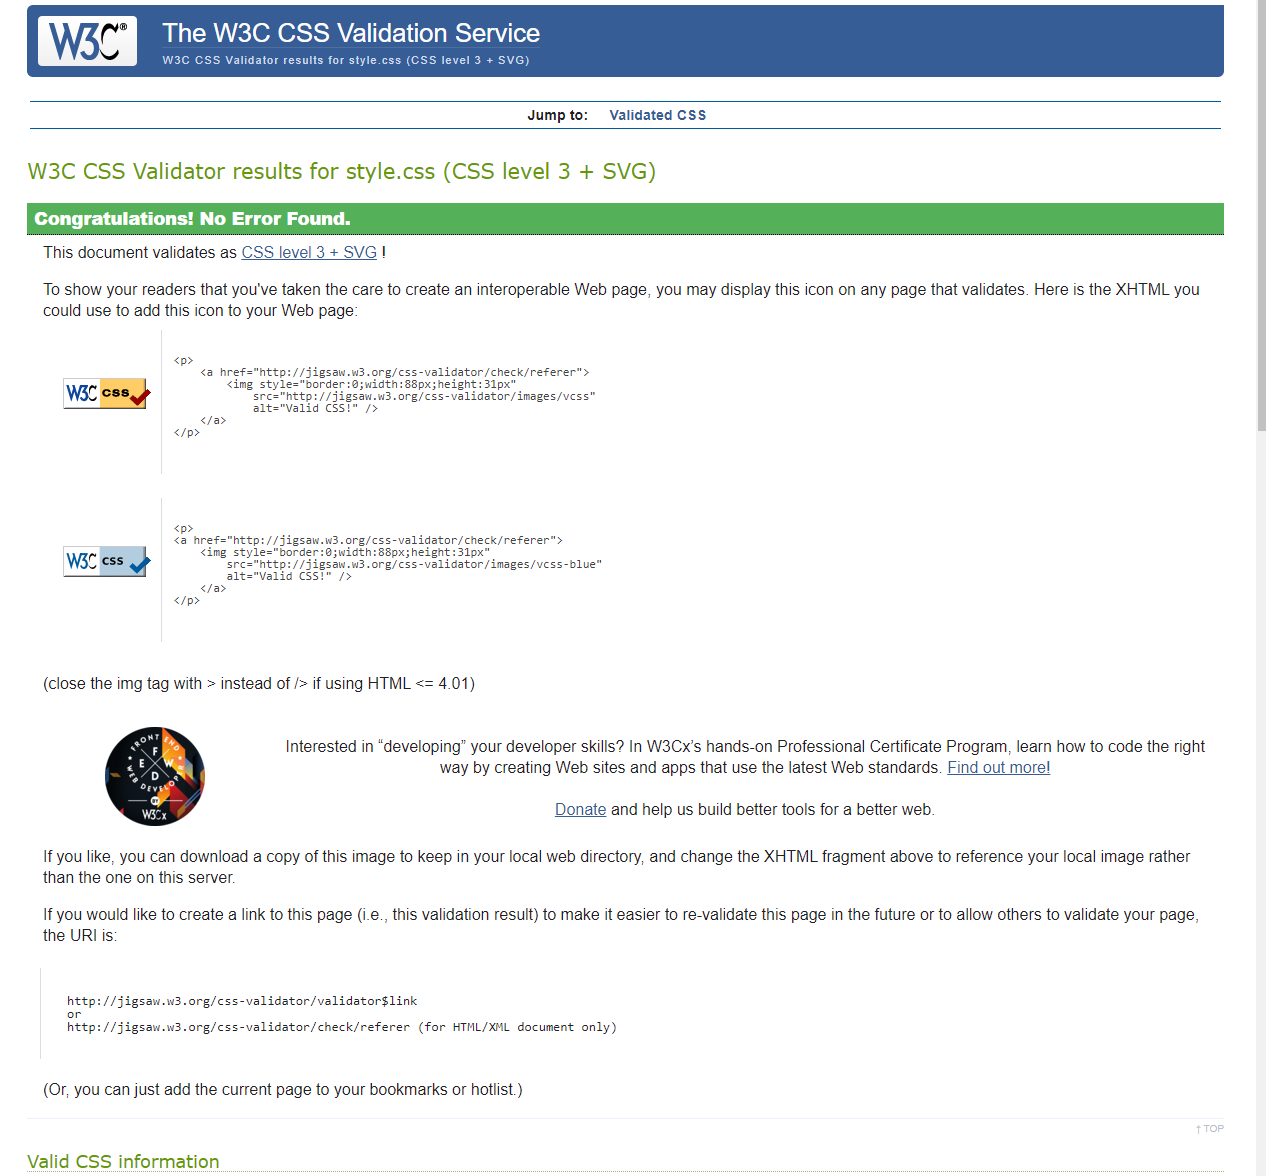 W3C®
The W3C CSS Validation Service
W3C CSS Validator results for style.css (CSS level 3 + SVG)
Jump to: Validated CSS
W3C CSS Validator results for style.css (CSS level 3 + SVG)
Congratulations! No Error Found.
This document validates as CSS level 3 + SVG !
To show your readers that you've taken the care to create an interoperable Web page, you may display this icon on any page that validates. Here is the XHTML you
could use to add this icon to your Web page:
W3C css
<p>
<a href="http://jigsaw.w3.org/css-validator/check/referer">
<img style="border:0;width:88px;height:31px"
src="http://jigsaw.w3.org/css-validator/images/vcss"
alt="Valid CSS!" />
</a>
</p>
W3C css
<p>
<a href="http://jigsaw.w3.org/css-validator/check/referer">
<img style="border:0;width:88px;height:31px"
src="http://jigsaw.w3.org/css-validator/images/vcss-blue"
alt="Valid CSS!" />
</a>
</p>
(close the img tag with > instead of /> if using HTML <= 4.01)
FRONT END
F
E W
D
WEB DEVELOPER
BY
W3Cx
Interested in “developing” your developer skills? In W3Cx’s hands-on Professional Certificate Program, learn how to code the right
way by creating Web sites and apps that use the latest Web standards. Find out more!
Donate and help us build better tools for a better web.
If you like, you can download a copy of this image to keep in your local web directory, and change the XHTML fragment above to reference your local image rather
than the one on this server.
If you would like to create a link to this page (i.e., this validation result) to make it easier to re-validate this page in the future or to allow others to validate your page,
the URI is:
http://jigsaw.w3.org/css-validator/validator$link
or
http://jigsaw.w3.org/css-validator/check/referer (for HTML/XML document only)
(Or, you can just add the current page to your bookmarks or hotlist.)
↑ TOP
Valid CSS information